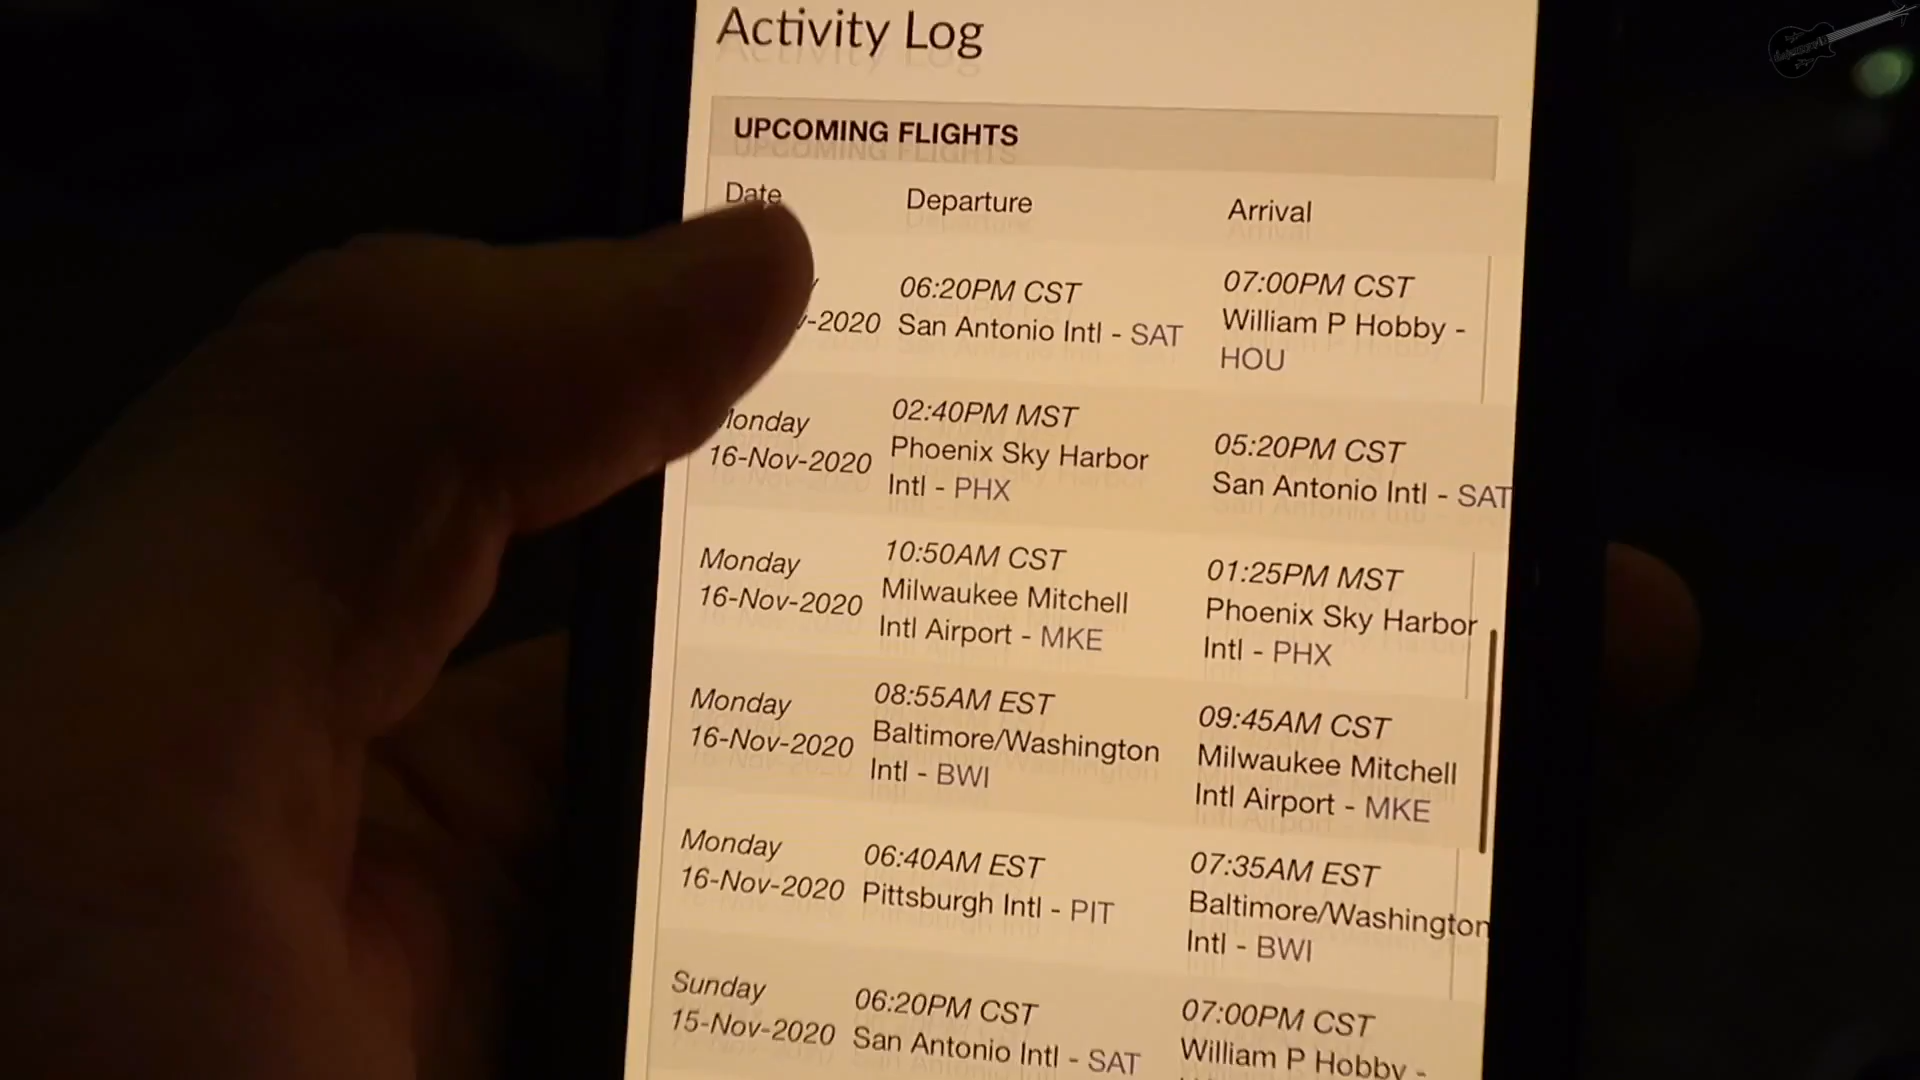 Activity Log
UPCOMING FLIGHTS
Date Departure Arrival
06:20PM CST 07:00PM CST
-2020 San Antonio Intl - SAT William P Hobby -
HOU
Monday 02:40PM MST 05:20PM CST
16-Nov-2020 Phoenix Sky Harbor San Antonio Intl - SAT
Intl - PHX
Monday 10:50AM CST 01:25PM MST
16-Nov-2020 Milwaukee Mitchell Phoenix Sky Harbor
Intl Airport - MKE Intl - PHX
Monday 08:55AM EST 09:45AM CST
16-Nov-2020 Baltimore/Washington Milwaukee Mitchell
Intl - BWI Intl Airport - MKE
Monday 06:40AM EST 07:35AM EST
16-Nov-2020 Pittsburgh Intl - PIT Baltimore/Washington
Intl - BWI
Sunday 06:20PM CST 07:00PM CST
15-Nov-2020 San Antonio Intl - SAT William P Hobby -